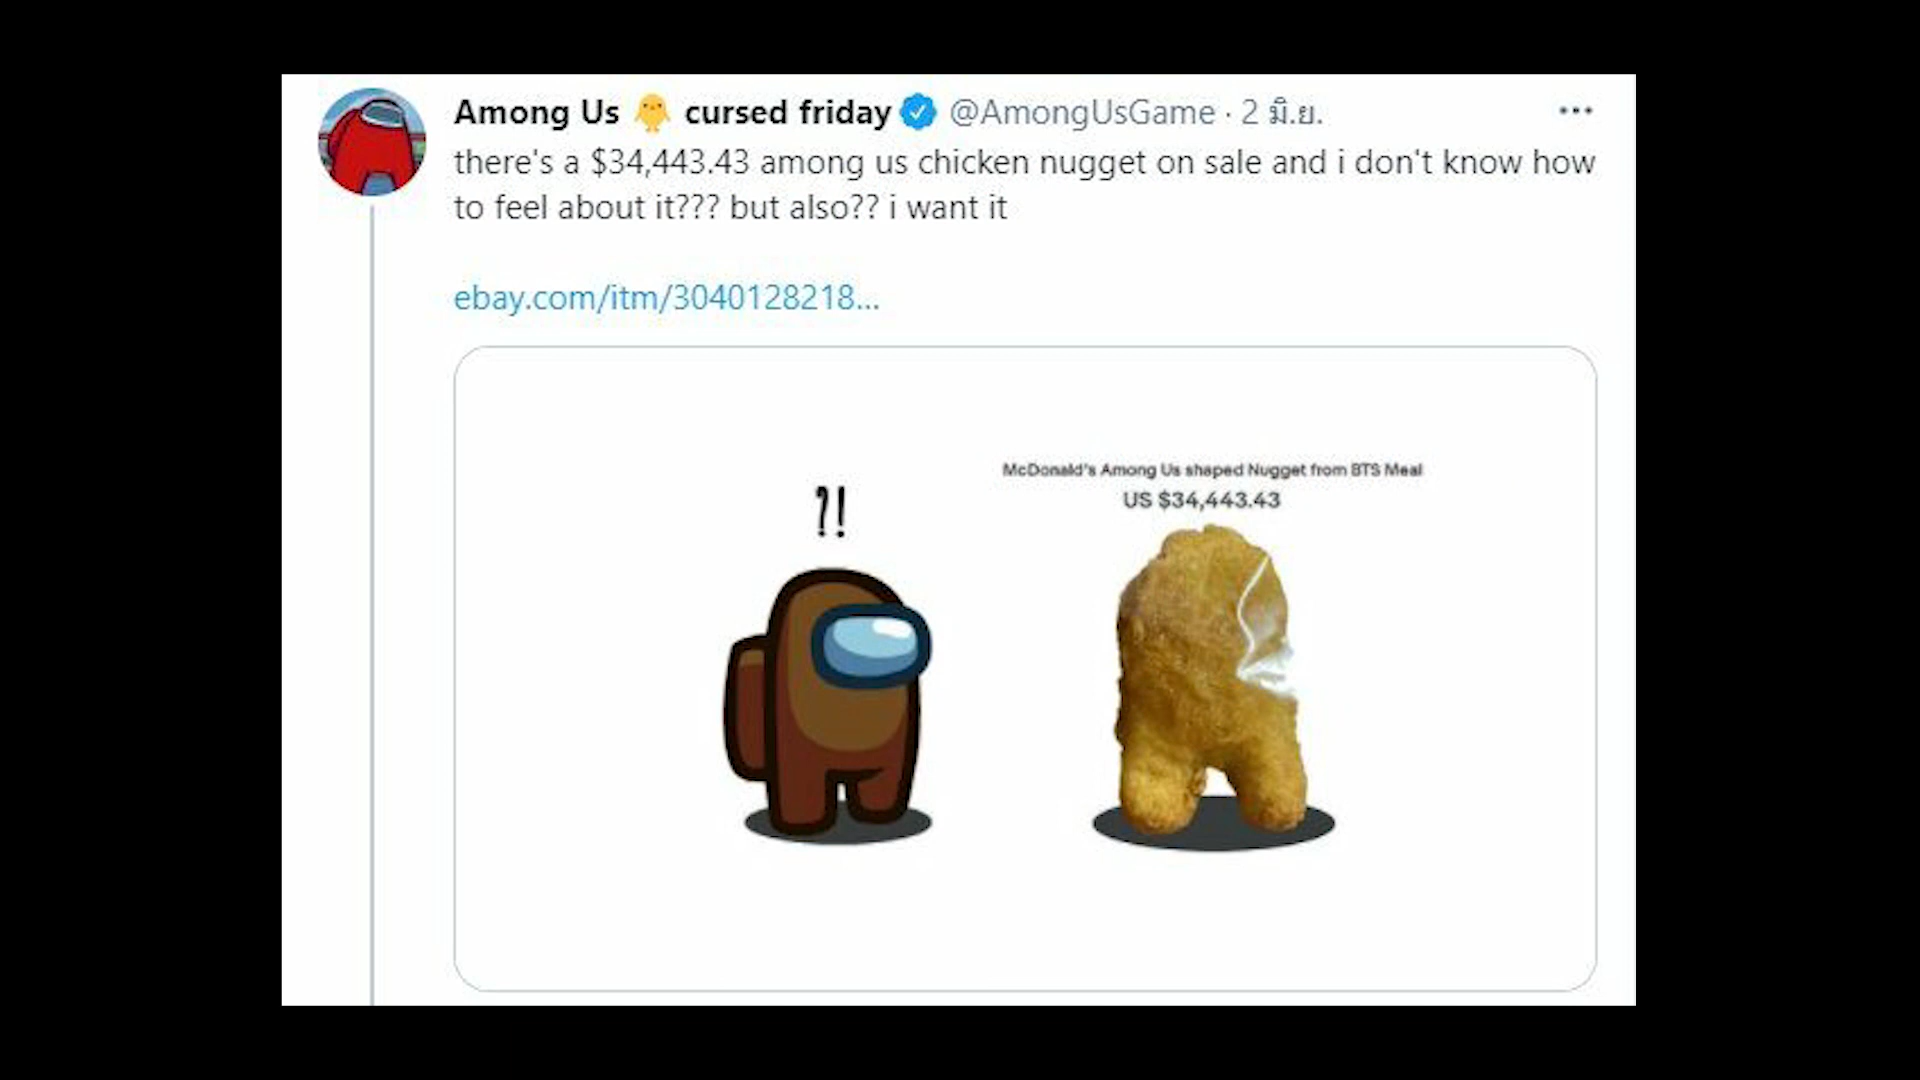 Among Us 🐥 cursed friday @AmongUsGame · 2 มิ.ย.
there's a $34,443.43 among us chicken nugget on sale and i don't know how
to feel about it??? but also?? i want it
ebay.com/itm/3040128218...
McDonald's Among Us shaped Nugget from BTS Meal
US $34,443.43
?!